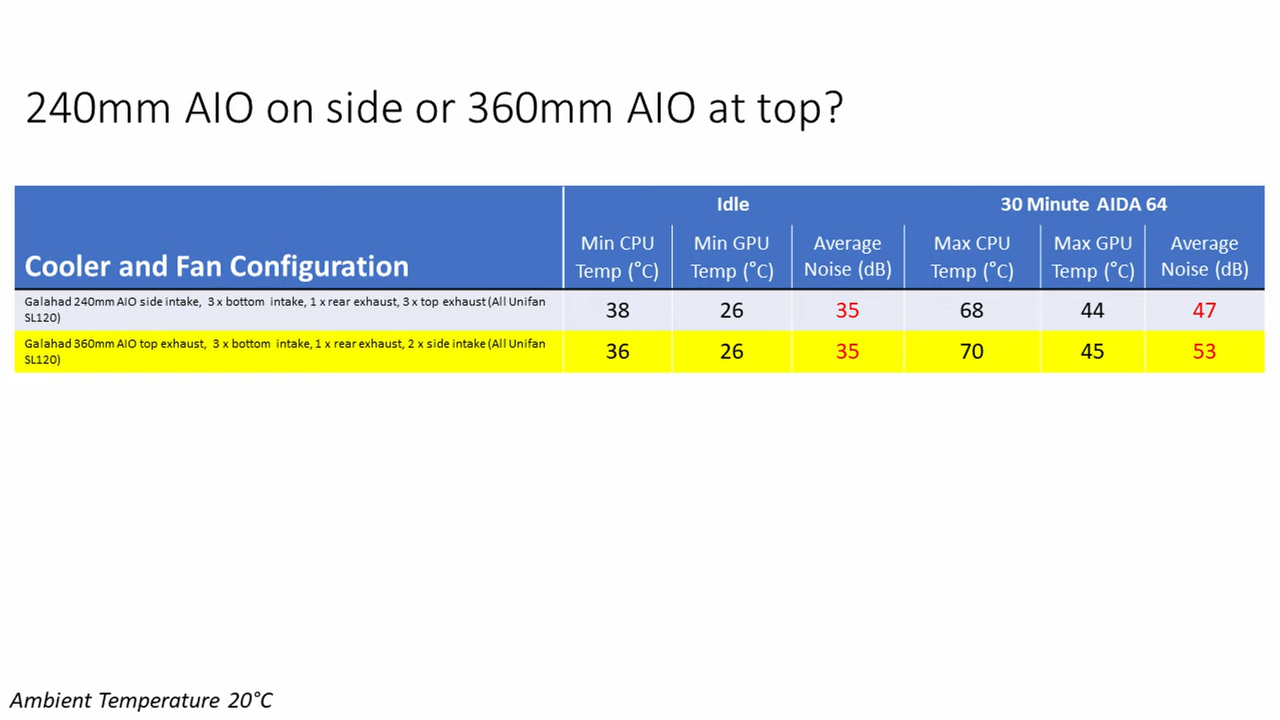 240mm AIO on side or 360mm AIO at top?
Idle
30 Minute AIDA 64
Cooler and Fan Configuration
Min CPU
Temp (°C)
Min GPU
Temp (°C)
Average
Noise (dB)
Max CPU
Temp (°C)
Max GPU
Temp (°C)
Average
Noise (dB)
Galahad 240mm AIO side intake, 3 x bottom intake, 1 x rear exhaust, 3 x top exhaust (All Unifan
SL120)
38
26
35
68
44
47
Galahad 360mm AIO top exhaust, 3 x bottom intake, 1 x rear exhaust, 2 x side intake (All Unifan
SL120)
36
26
35
70
45
53
Ambient Temperature 20°C